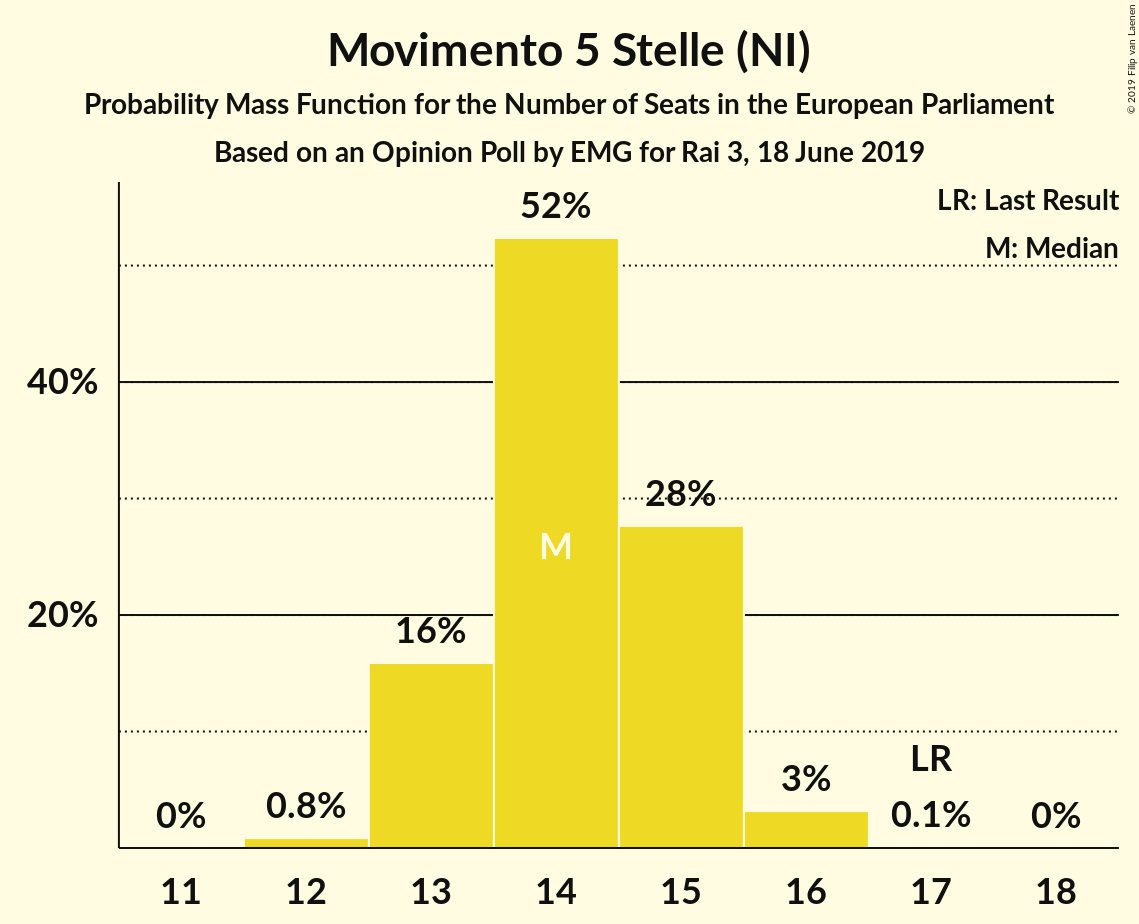 Movimento 5 Stelle (NI)
Probability Mass Function for the Number of Seats in the European Parliament
Based on an Opinion Poll by EMG for Rai 3, 18 June 2019
© 2019 Filip van Laenen
LR: Last Result
M: Median
52%
40%
28%
M
20%
16%
LR
3%
0%
0.8%
0.1%
0%
11 12 13 14 15 16 17 18